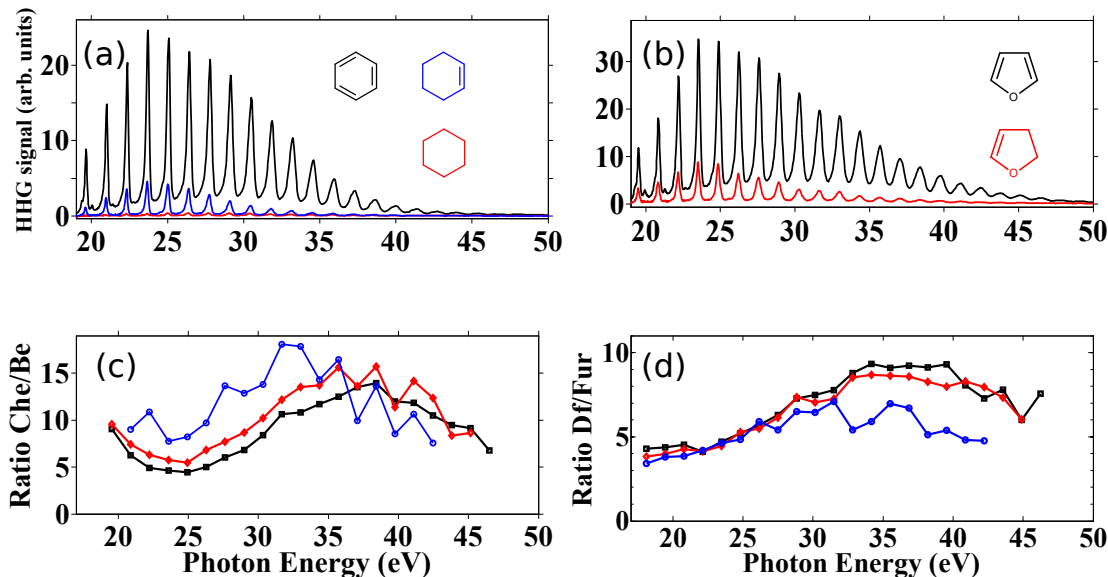 HHG signal (arb. units)
(a)
0
10
20
20 25 30 35 40 45 50
(b)
0
10
20
30
O
O
20 25 30 35 40 45 50
Ratio Che/Be
(c)
0
5
10
15
15 20 25 30 35 40 45 50
Photon Energy (eV)
Ratio Df/Fur
(d)
0
5
10
20 25 30 35 40 45 50
Photon Energy (eV)